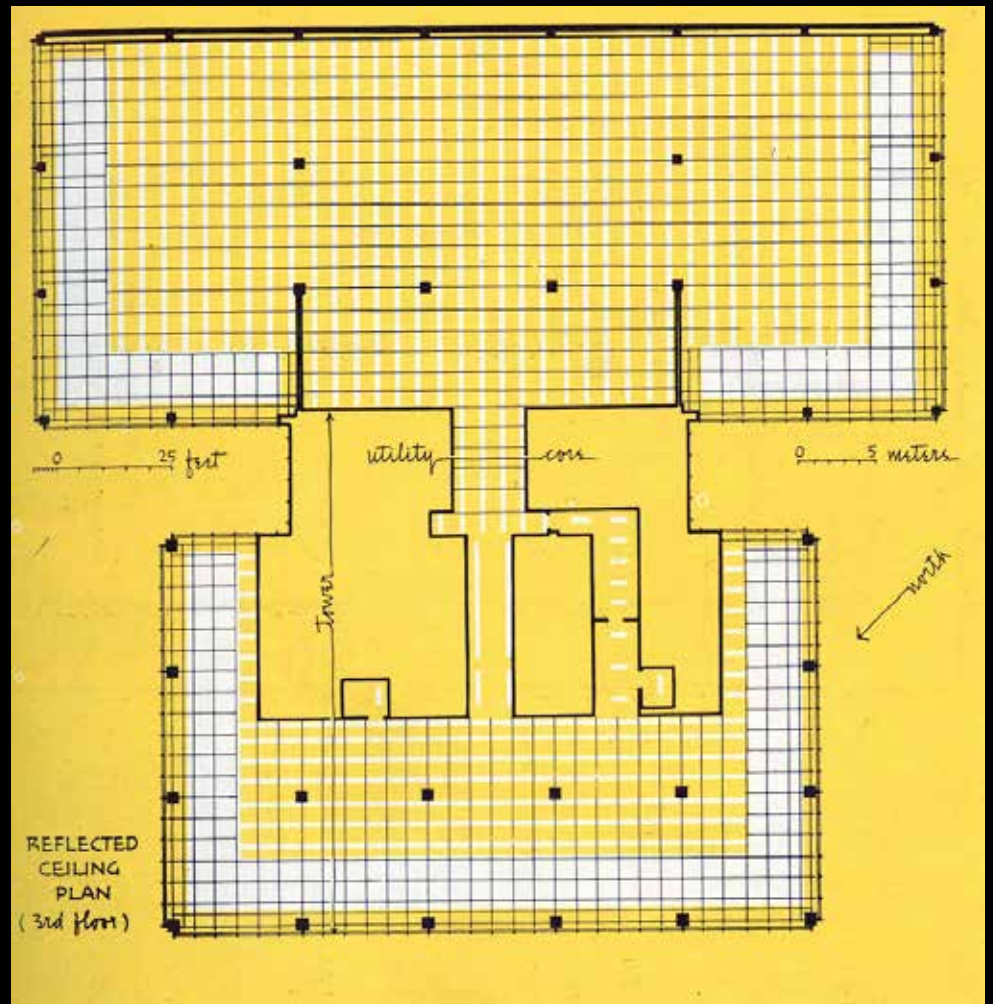 0 25 feet
utility core
0 5 meters
Tower
north
REFLECTED
CEILING
PLAN
(3rd floor)